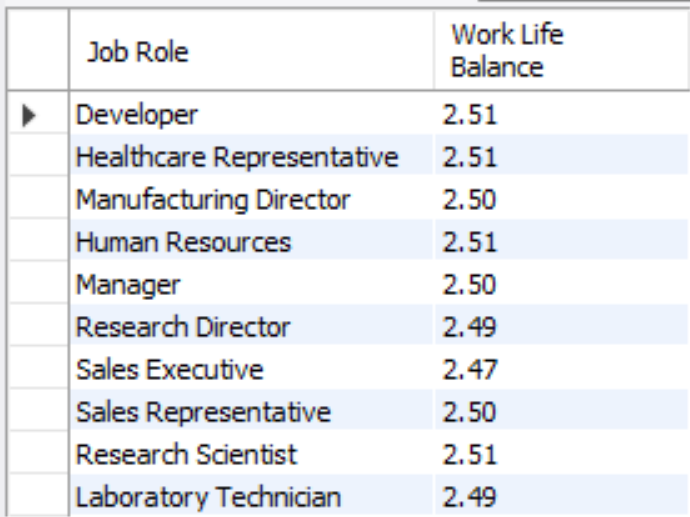 Job Role Work Life Balance
Developer 2.51
Healthcare Representative 2.51
Manufacturing Director 2.50
Human Resources 2.51
Manager 2.50
Research Director 2.49
Sales Executive 2.47
Sales Representative 2.50
Research Scientist 2.51
Laboratory Technician 2.49